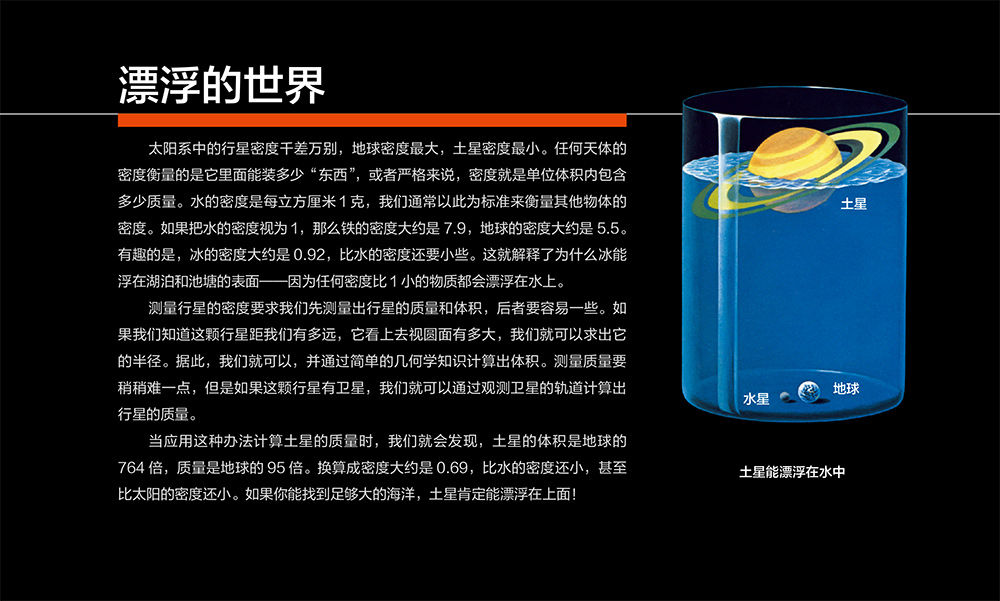 漂浮的世界
太阳系中的行星密度千差万别，地球密度最大，土星密度最小。任何天体的
密度衡量的是它里面能装多少“东西”，或者严格来说，密度就是单位体积内包含
多少质量。水的密度是每立方厘米1克，我们通常以此为标准来衡量其他物体的
密度。如果把水的密度视为1，那么铁的密度大约是7.9，地球的密度大约是5.5。
有趣的是，冰的密度大约是0.92，比水的密度还要小些。这就解释了为什么冰能
浮在湖泊和池塘的表面——因为任何密度比1小的物质都会漂浮在水上。
测量行星的密度要求我们先测量出行星的质量和体积，后者要容易一些。如
果我们知道这颗行星距我们有多远，它看上去视圆面有多大，我们就可以求出它
的半径。据此，我们就可以，并通过简单的几何学知识计算出体积。测量质量要
稍稍难一点，但是如果这颗行星有卫星，我们就可以通过观测卫星的轨道计算出
行星的质量。
当应用这种办法计算土星的质量时，我们就会发现，土星的体积是地球的
764倍，质量是地球的95倍。换算成密度大约是0.69，比水的密度还小，甚至
比太阳的密度还小。如果你能找到足够大的海洋，土星肯定能漂浮在上面！
土星
水星
地球
土星能漂浮在水中